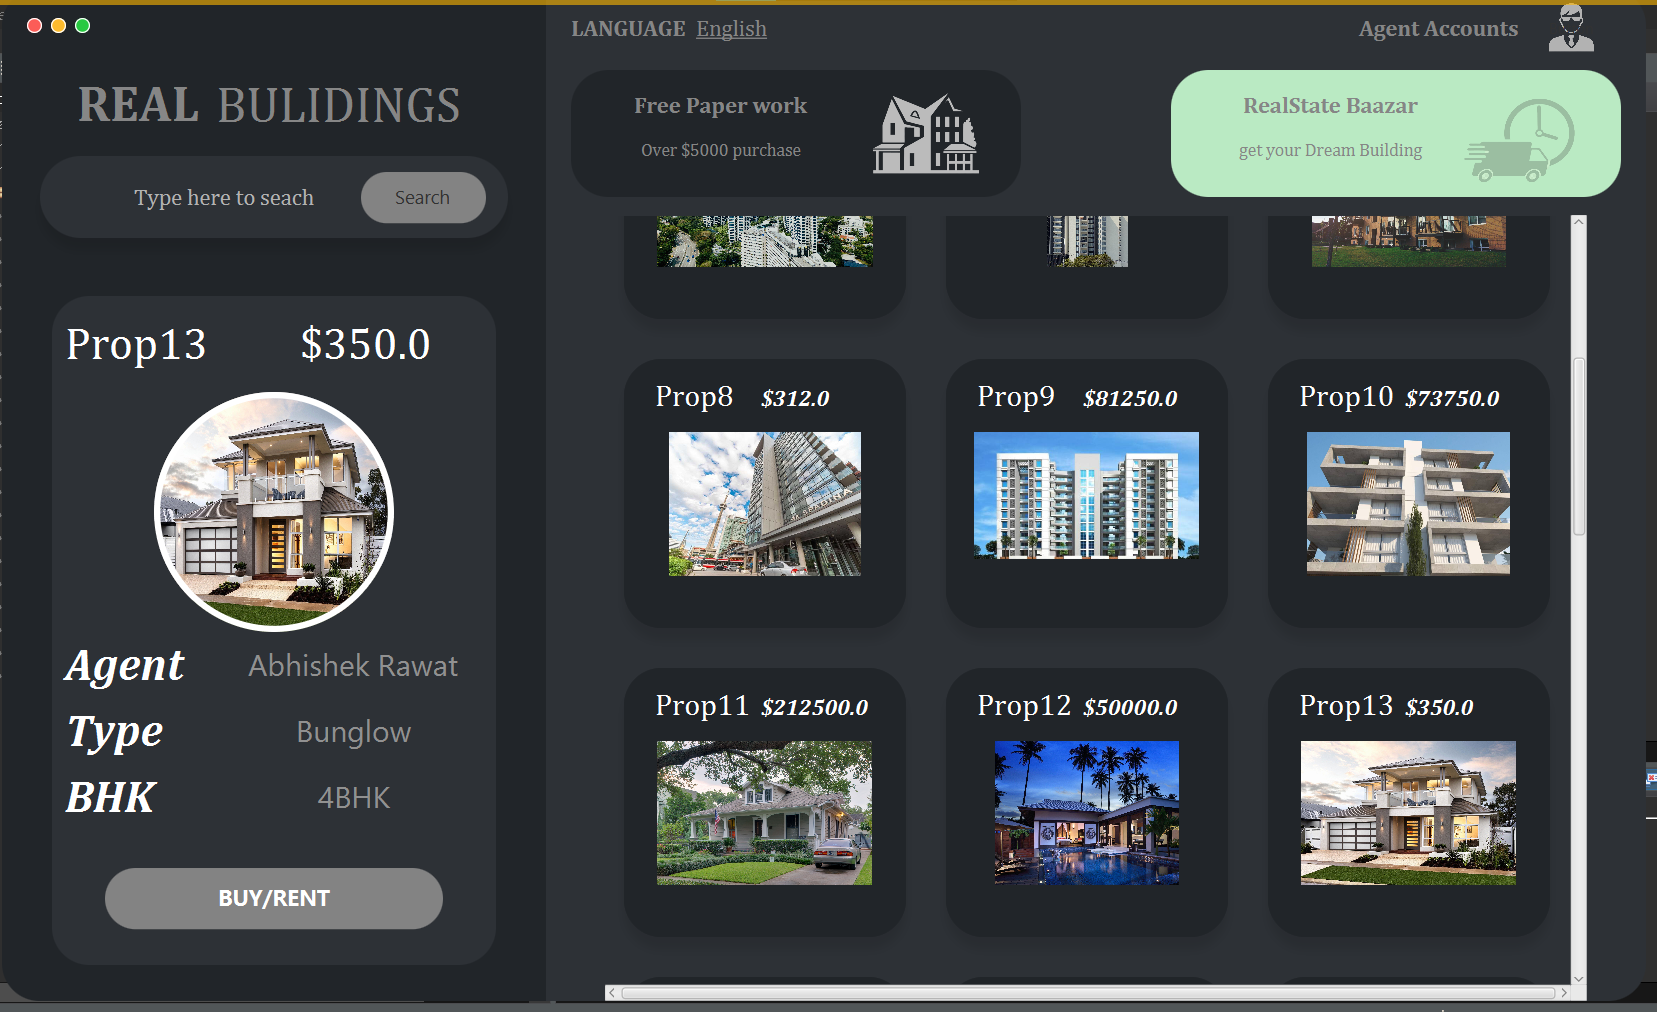 LANGUAGE English
Agent Accounts
REAL BULIDINGS
Type here to seach
Search
Free Paper work
Over $5000 purchase
RealState Baazar
get your Dream Building
Prop13 $350.0
Agent Abhishek Rawat
Type Bunglow
BHK 4BHK
BUY/RENT
Prop8 $312.0
Prop9 $81250.0
Prop10 $73750.0
Prop11 $212500.0
Prop12 $50000.0
Prop13 $350.0